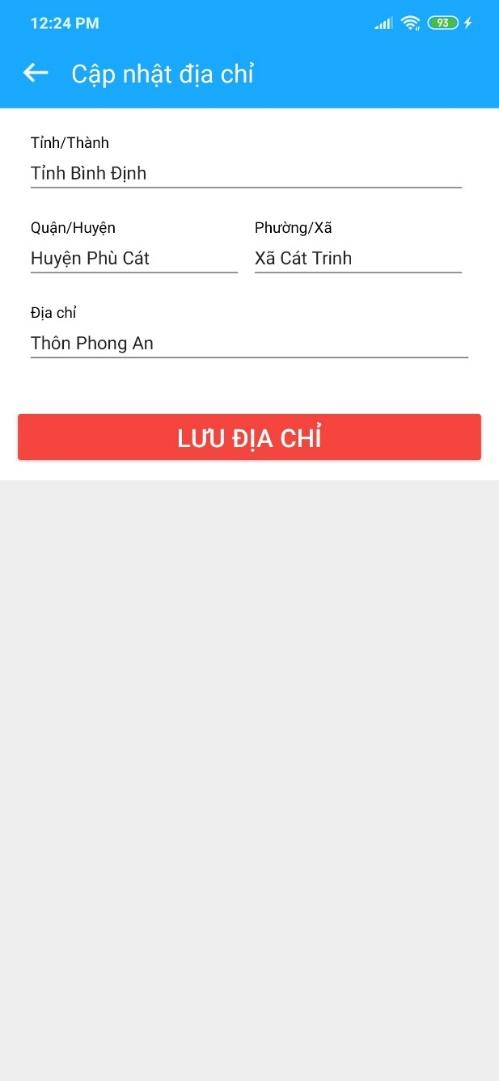 12:24 PM 93
Cập nhật địa chỉ
Tỉnh/Thành
Tỉnh Bình Định
Quận/Huyện Phường/Xã
Huyện Phù Cát Xã Cát Trinh
Địa chỉ
Thôn Phong An
LƯU ĐỊA CHỈ